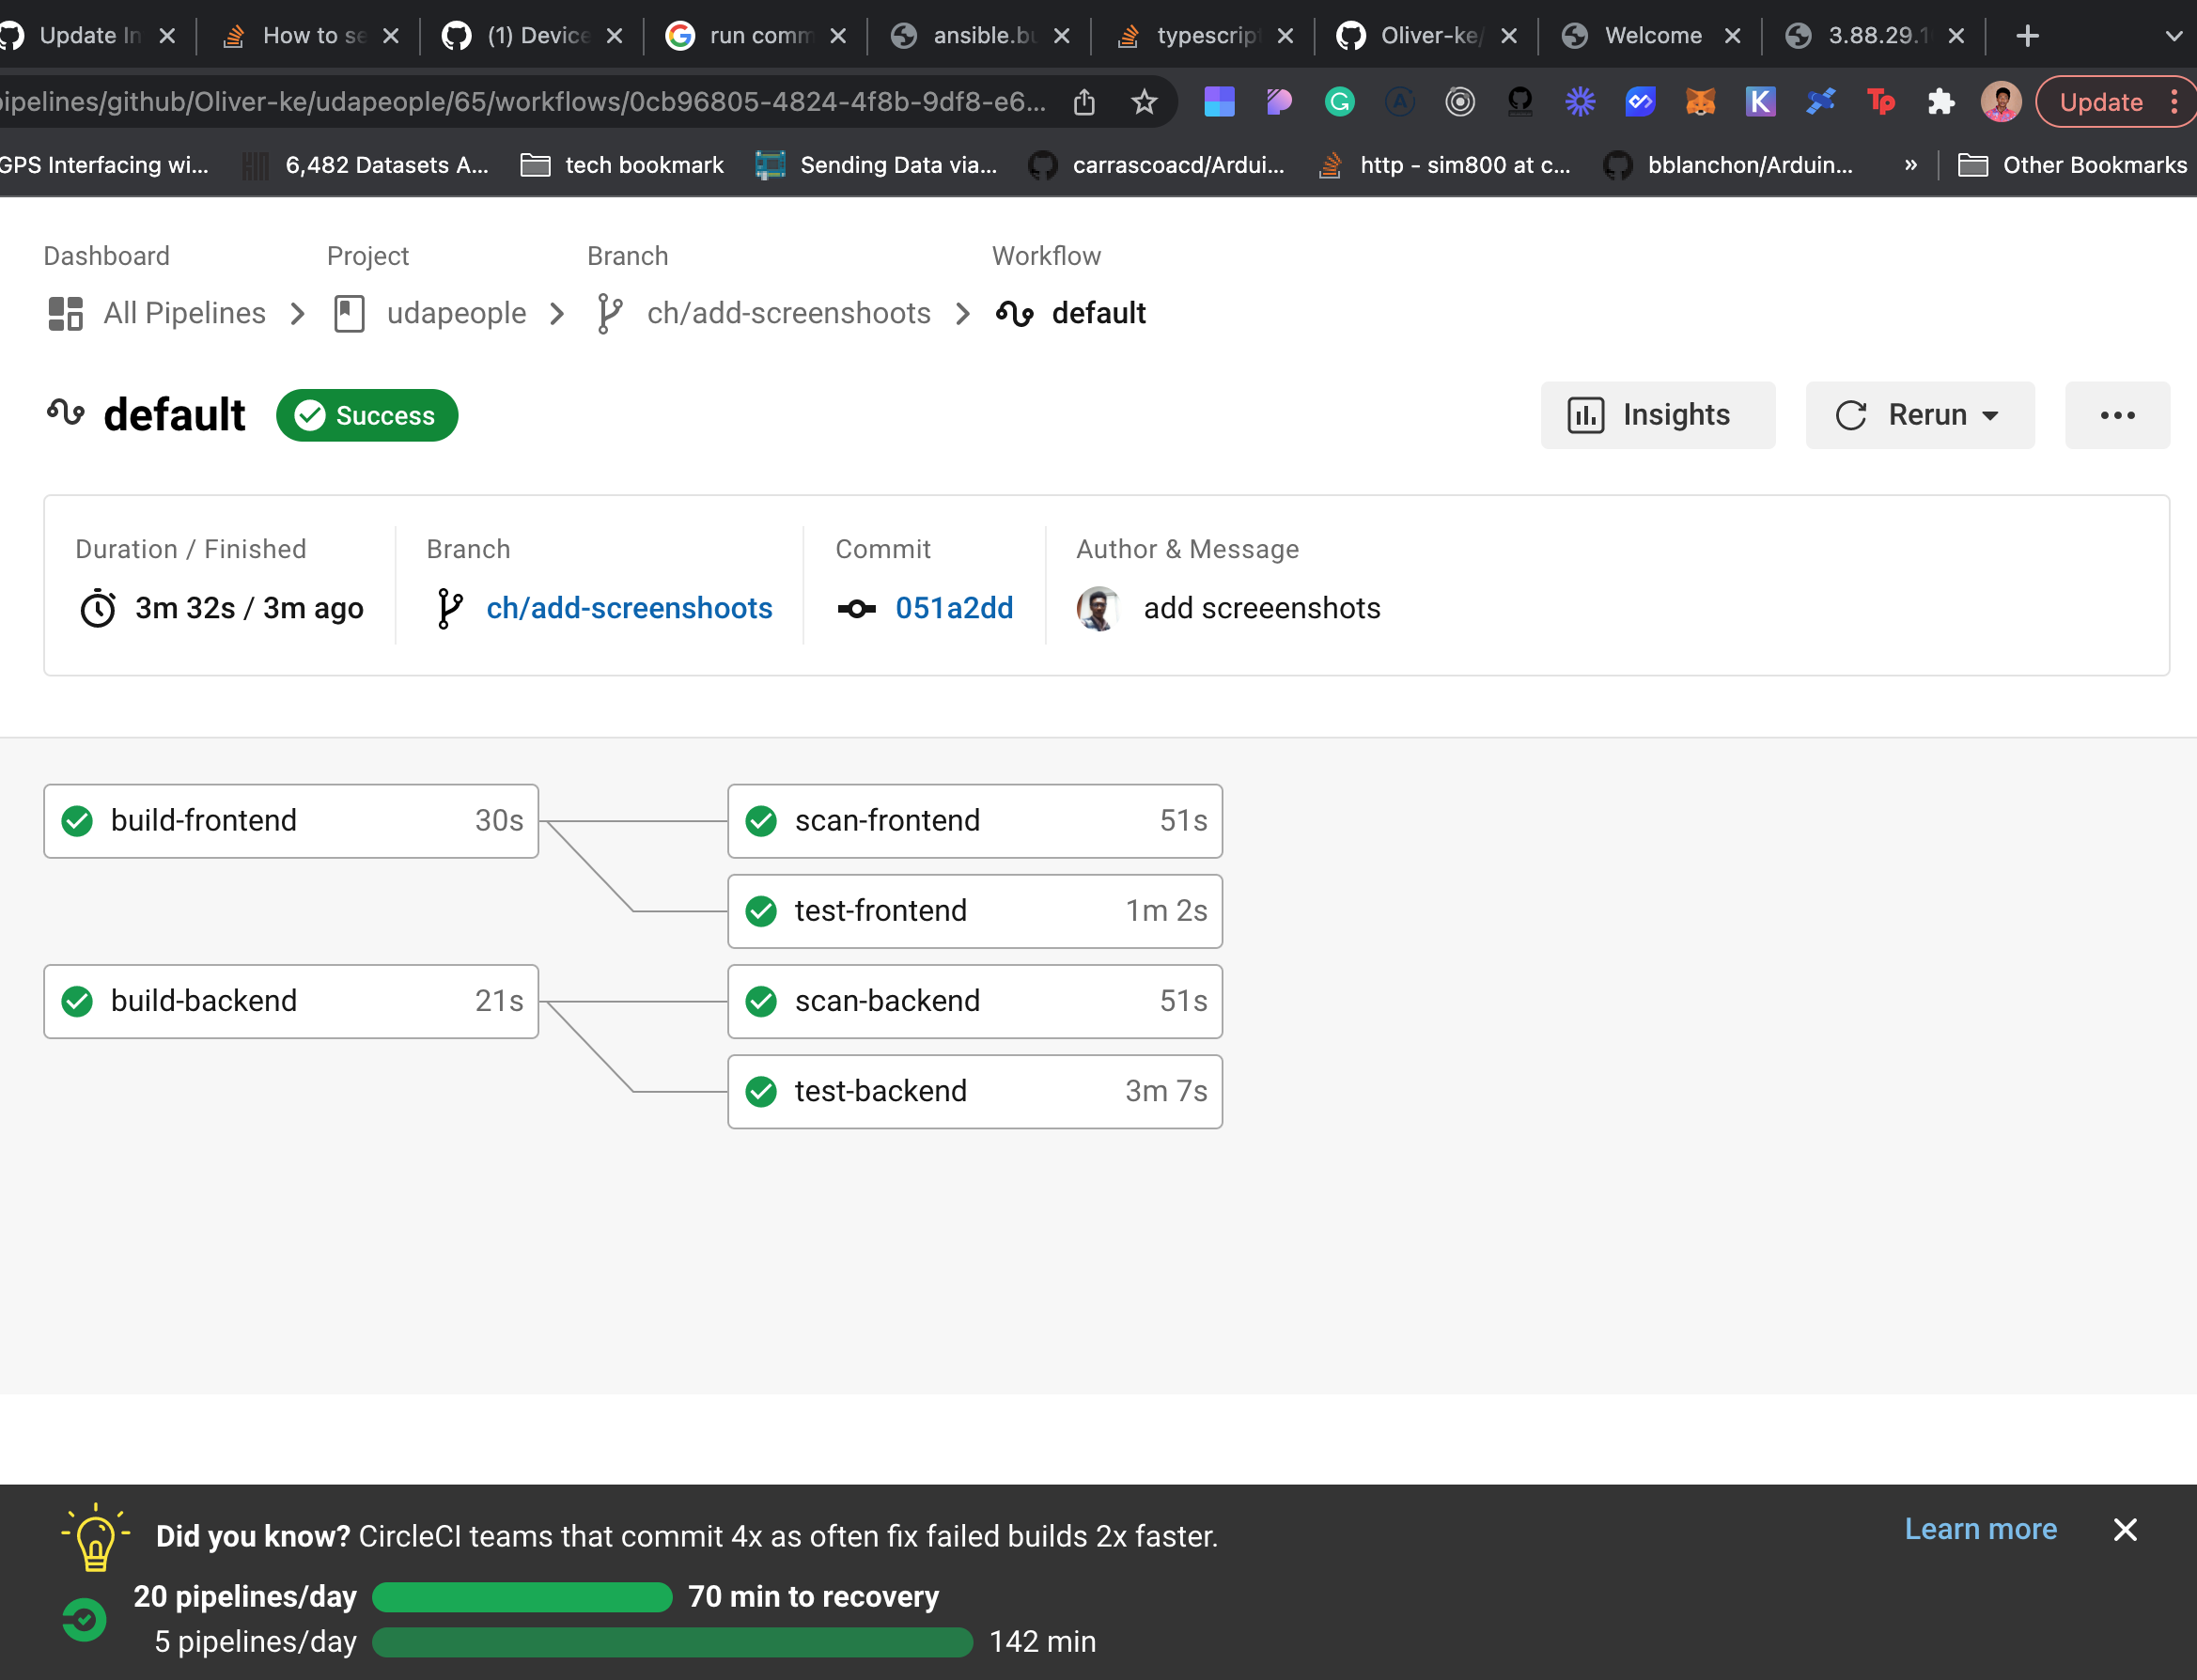 Update In How to se (1) Device run comm ansible.bu typescrip Oliver-ke/ Welcome 3.88.29.1
ipelines/github/Oliver-ke/udapeople/65/workflows/0cb96805-4824-4f8b-9df8-e6... Update
GPS Interfacing wi... 6,482 Datasets A... tech bookmark Sending Data via... carrascoacd/Ardui... http - sim800 at c... bblanchon/Arduin... » Other Bookmarks
Dashboard Project Branch Workflow
All Pipelines udapeople ch/add-screenshoots default
default Success Insights Rerun
Duration / Finished Branch Commit Author & Message
3m 32s / 3m ago ch/add-screenshoots 051a2dd add screeenshots
build-frontend 30s scan-frontend 51s
test-frontend 1m 2s
build-backend 21s scan-backend 51s
test-backend 3m 7s
Did you know? CircleCI teams that commit 4x as often fix failed builds 2x faster. Learn more
20 pipelines/day 70 min to recovery
5 pipelines/day 142 min